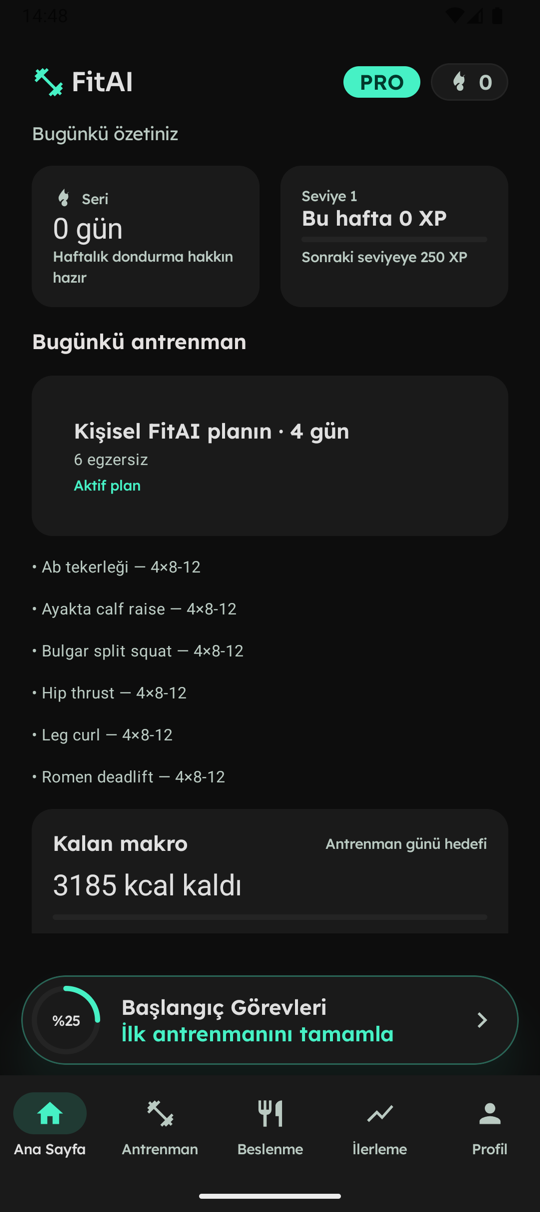 14:48
FitAI
PRO
0
Bugünkü özetiniz
Seri
0 gün
Haftalık dondurma hakkın
hazır
Seviye 1
Bu hafta 0 XP
Sonraki seviyeye 250 XP
Bugünkü antrenman
Kişisel FitAI planın · 4 gün
6 egzersiz
Aktif plan
• Ab tekerleği — 4×8-12
• Ayakta calf raise — 4×8-12
• Bulgar split squat — 4×8-12
• Hip thrust — 4×8-12
• Leg curl — 4×8-12
• Romen deadlift — 4×8-12
Kalan makro
Antrenman günü hedefi
3185 kcal kaldı
%25
Başlangıç Görevleri
İlk antrenmanını tamamla
Ana Sayfa
Antrenman
Beslenme
İlerleme
Profil